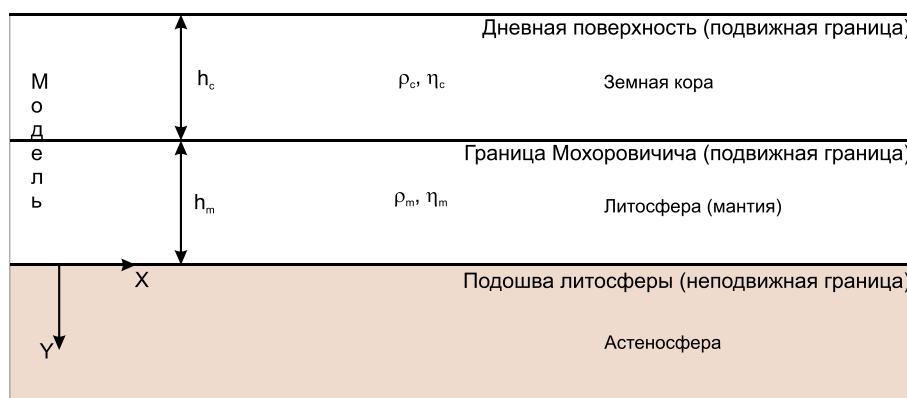 Дневная поверхность (подвижная граница)
Модель
h_c
ρ_c, η_c
Земная кора
Граница Мохоровичича (подвижная граница)
h_m
ρ_m, η_m
Литосфера (мантия)
X
Подошва литосферы (неподвижная граница)
Y
Астеносфера